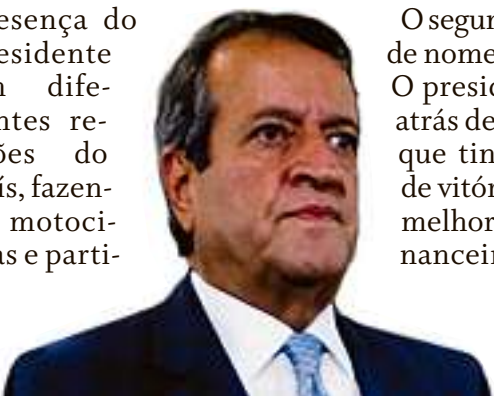 esença do
esidente
dife-
ntes re-
ões do
ís, fazen-
motoci-
as e parti-
O segur
de nome
O presid
atrás de
que tin
de vitór
melhor
nanceir